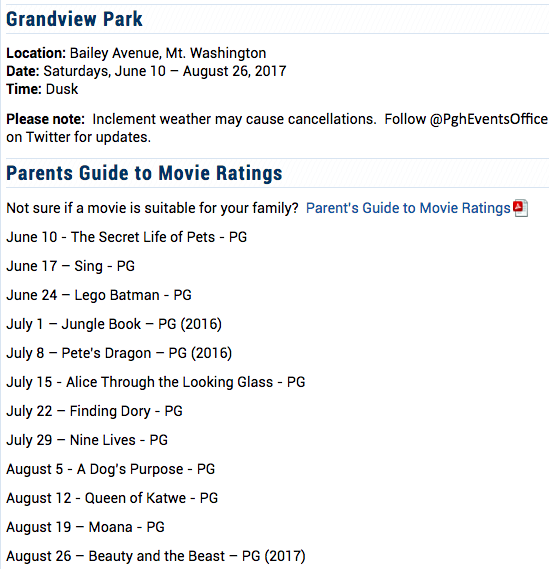 Grandview Park
Location: Bailey Avenue, Mt. Washington
Date: Saturdays, June 10 – August 26, 2017
Time: Dusk
Please note:  Inclement weather may cause cancellations.  Follow @PghEventsOffice
on Twitter for updates.
Parents Guide to Movie Ratings
Not sure if a movie is suitable for your family?  Parent's Guide to Movie Ratings
June 10 - The Secret Life of Pets - PG
June 17 – Sing - PG
June 24 – Lego Batman - PG
July 1 – Jungle Book – PG (2016)
July 8 – Pete's Dragon – PG (2016)
July 15 - Alice Through the Looking Glass - PG
July 22 – Finding Dory - PG
July 29 – Nine Lives - PG
August 5 - A Dog's Purpose - PG
August 12 - Queen of Katwe - PG
August 19 – Moana - PG
August 26 – Beauty and the Beast – PG (2017)